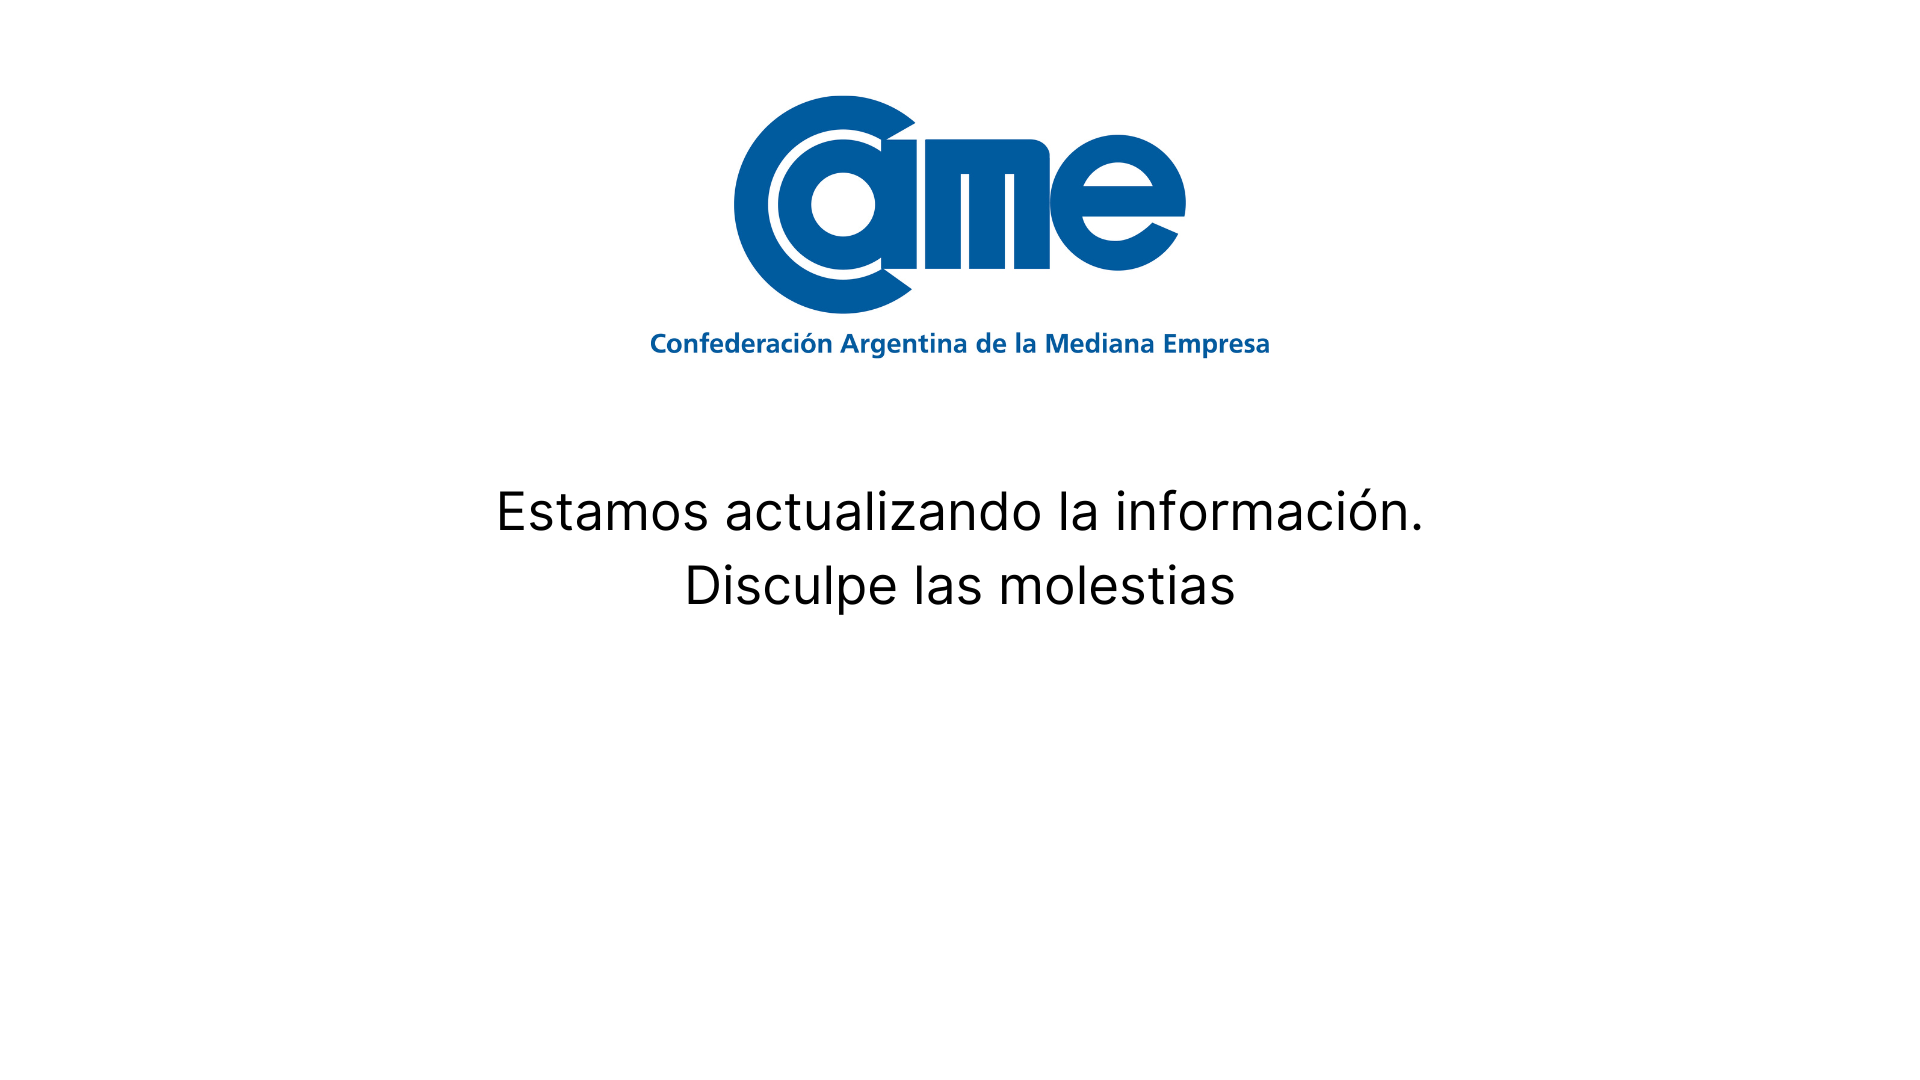 Came
Confederación Argentina de la Mediana Empresa
Estamos actualizando la información.
Disculpe las molestias